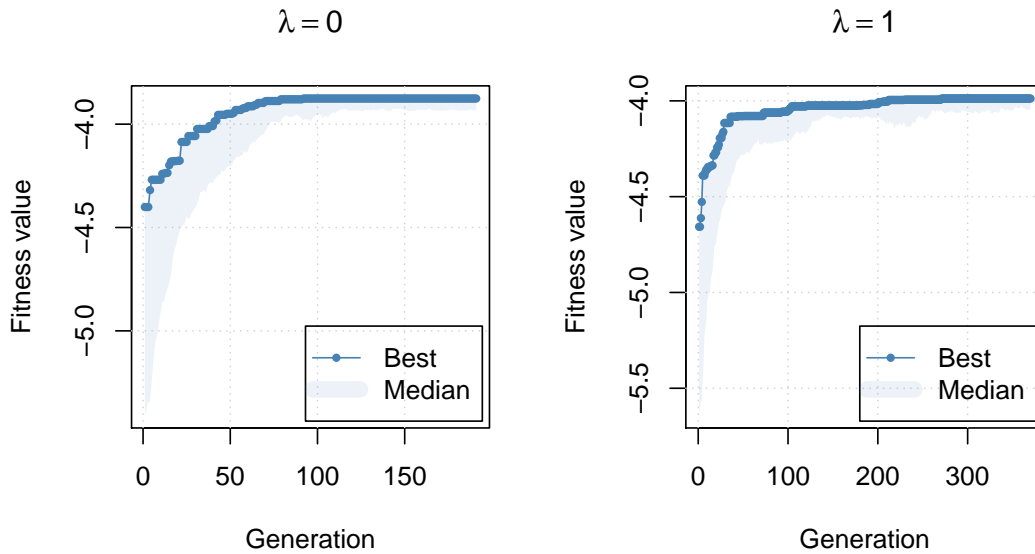 λ = 0
Fitness value
−4.0
−4.5
−5.0
Best
Median
0 50 100 150
Generation
λ = 1
Fitness value
−4.0
−4.5
−5.0
−5.5
Best
Median
0 100 200 300
Generation